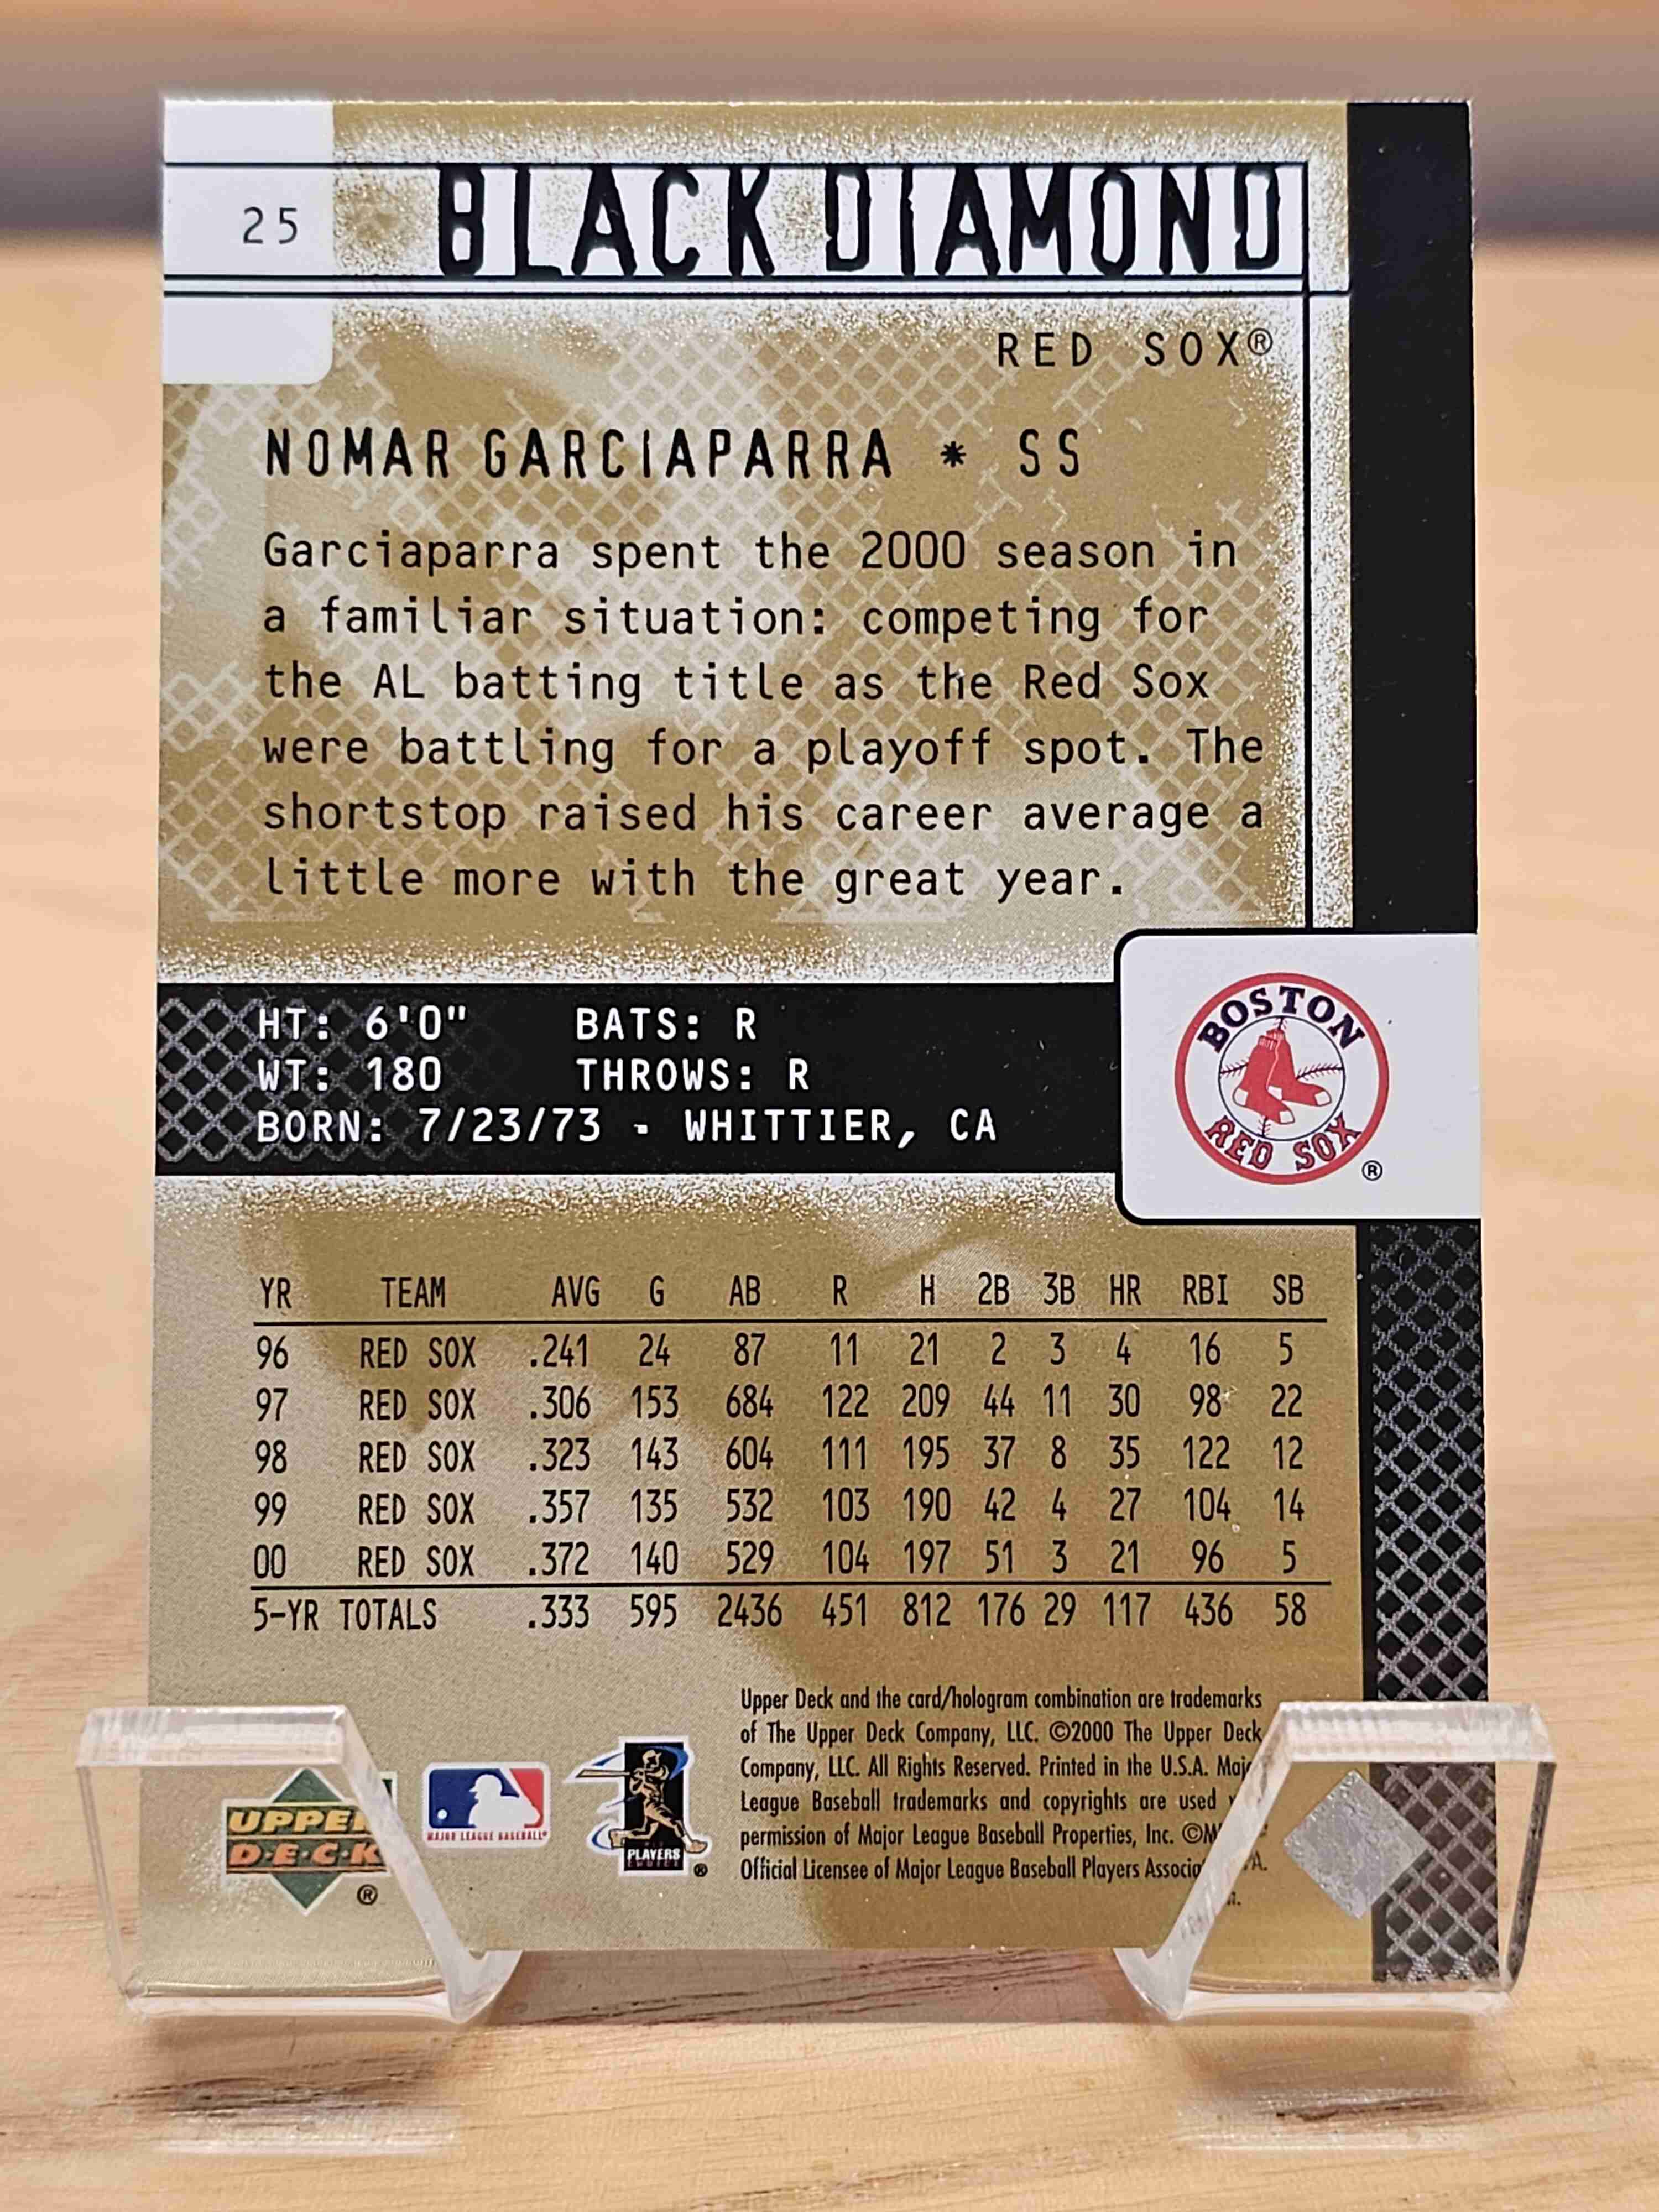 25
BLACK DIAMOND
RED SOX®
NOMAR GARCIAPARRA * SS
Garciaparra spent the 2000 season in
a familiar situation: competing for
the AL batting title as the Red Sox
were battling for a playoff spot. The
shortstop raised his career average a
little more with the great year.
HT: 6'0" BATS: R
WT: 180 THROWS: R
BORN: 7/23/73 - WHITTIER, CA
BOSTON
RED SOX
®
YR TEAM AVG G AB R H 2B 3B HR RBI SB
96 RED SOX .241 24 87 11 21 2 3 4 16 5
97 RED SOX .306 153 684 122 209 44 11 30 98 22
98 RED SOX .323 143 604 111 195 37 8 35 122 12
99 RED SOX .357 135 532 103 190 42 4 27 104 14
00 RED SOX .372 140 529 104 197 51 3 21 96 5
5-YR TOTALS .333 595 2436 451 812 176 29 117 436 58
UPPER
D·E·C·K
®
MAJOR LEAGUE BASEBALL
PLAYERS
CHOICE
®
Upper Deck and the card/hologram combination are trademarks
of The Upper Deck Company, LLC. ©2000 The Upper Deck
Company, LLC. All Rights Reserved. Printed in the U.S.A.
League Baseball trademarks and copyrights are used
permission of Major League Baseball Properties, Inc.
Official Licensee of Major League Baseball Players